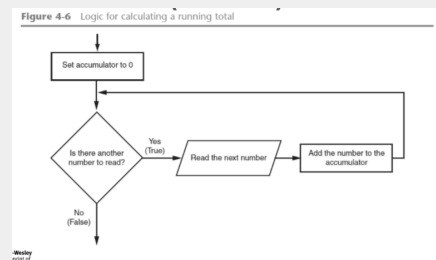 Figure 4-6 Logic for calculating a running total
Set accumulator to 0
Is there another
number to read?
Yes
(True)
Read the next number
Add the number to the
accumulator
No
(False)
-Wesley